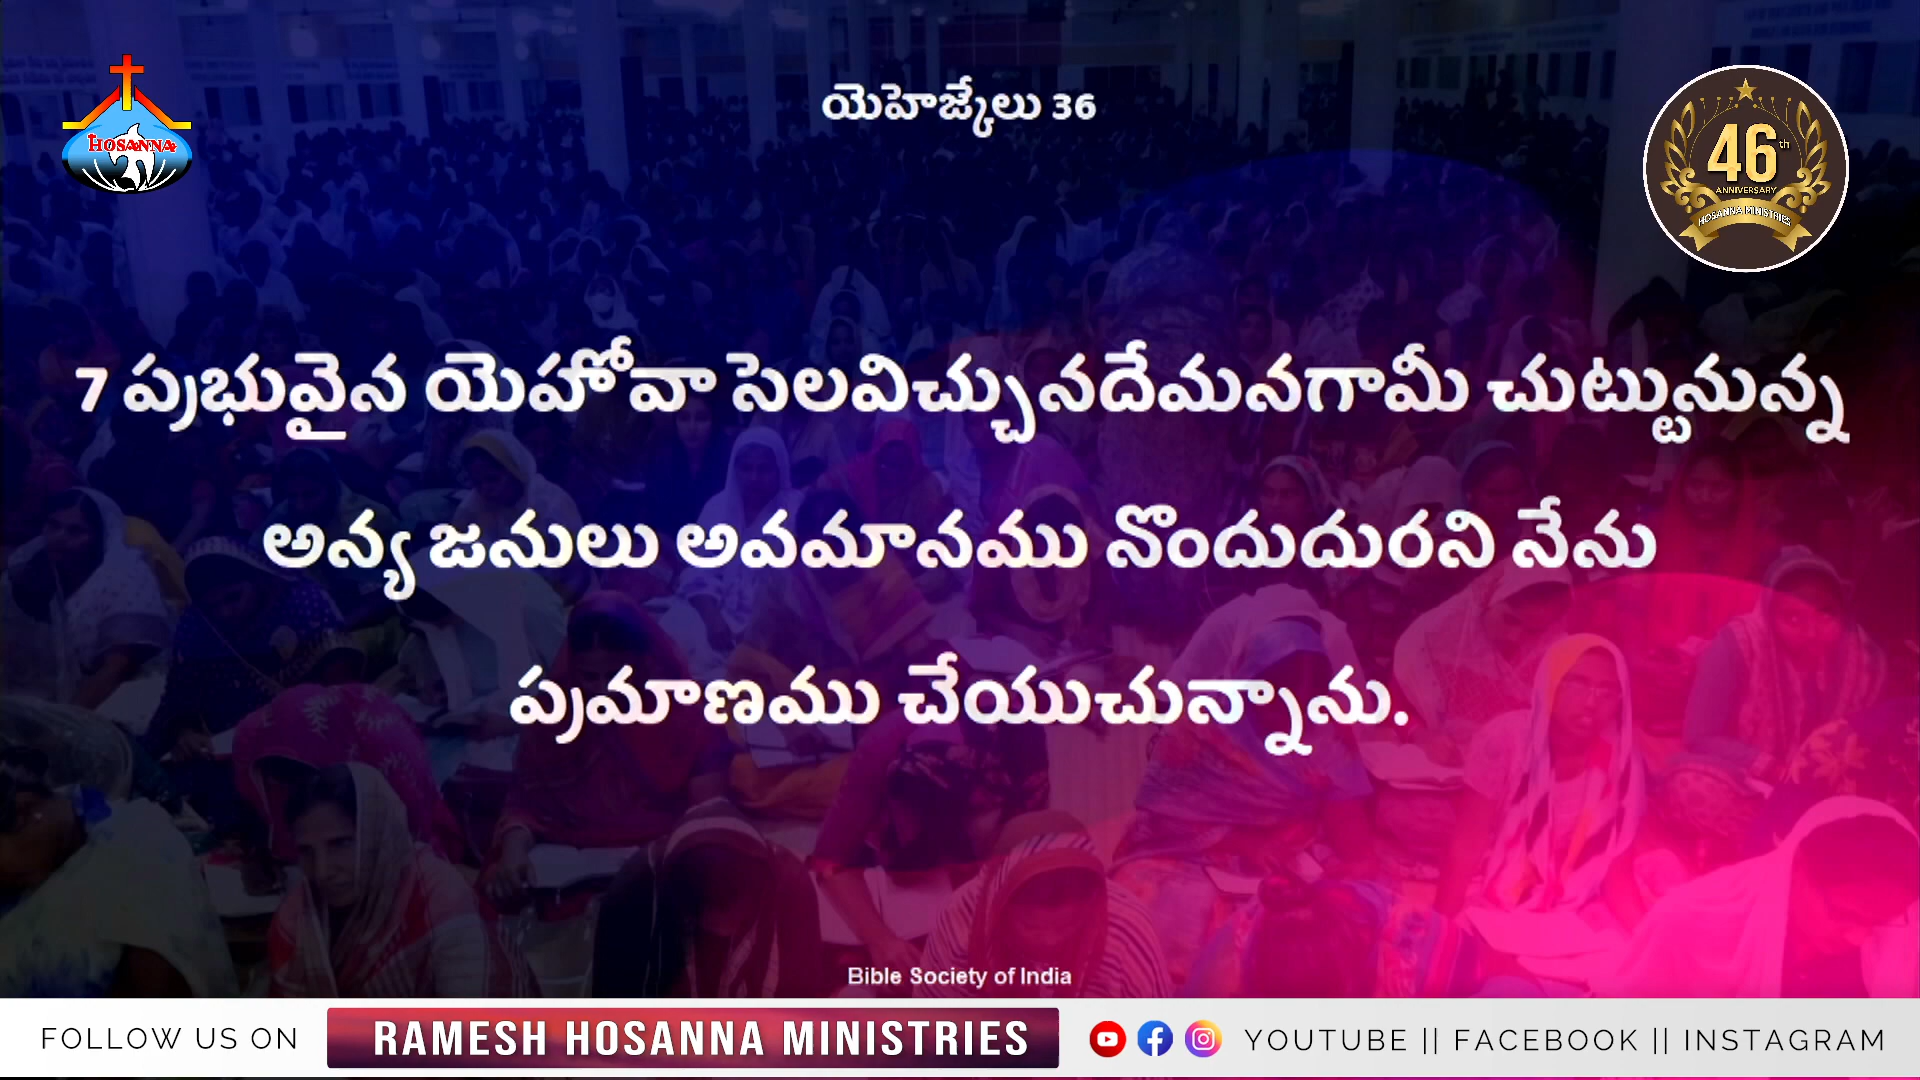 యెహెజ్కేలు 36
HOSANNA
46th
ANNIVERSARY
HOSANNA MINISTRIES
7 ప్రభువైన యెహోవా సెలవిచ్చునదేమనగామీ చుట్టునున్న
అన్య జనులు అవమానము నొందుదురని నేను
ప్రమాణము చేయుచున్నాను.
Bible Society of India
FOLLOW US ON RAMESH HOSANNA MINISTRIES YOUTUBE || FACEBOOK || INSTAGRAM